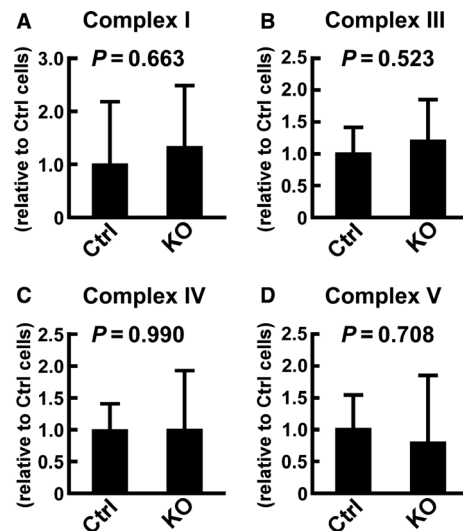 A Complex I
P = 0.663
(relative to Ctrl cells)
3.0
2.0
1.0
0
Ctrl
KO
B Complex III
P = 0.523
(relative to Ctrl cells)
2.5
2.0
1.5
1.0
0.5
0
Ctrl
KO
C Complex IV
P = 0.990
(relative to Ctrl cells)
2.5
2.0
1.5
1.0
0.5
0
Ctrl
KO
D Complex V
P = 0.708
(relative to Ctrl cells)
2.5
2.0
1.5
1.0
0.5
0
Ctrl
KO